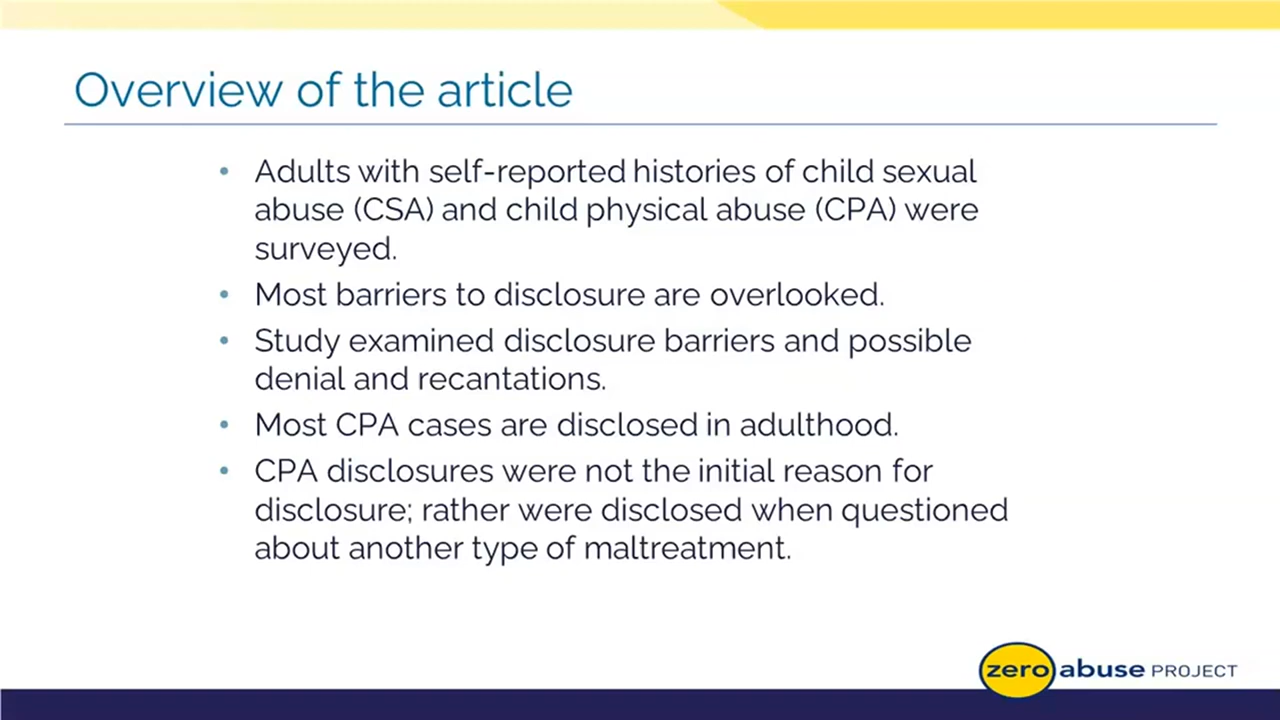 Overview of the article
• Adults with self-reported histories of child sexual
abuse (CSA) and child physical abuse (CPA) were
surveyed.
• Most barriers to disclosure are overlooked.
• Study examined disclosure barriers and possible
denial and recantations.
• Most CPA cases are disclosed in adulthood.
• CPA disclosures were not the initial reason for
disclosure; rather were disclosed when questioned
about another type of maltreatment.
zero abuse PROJECT